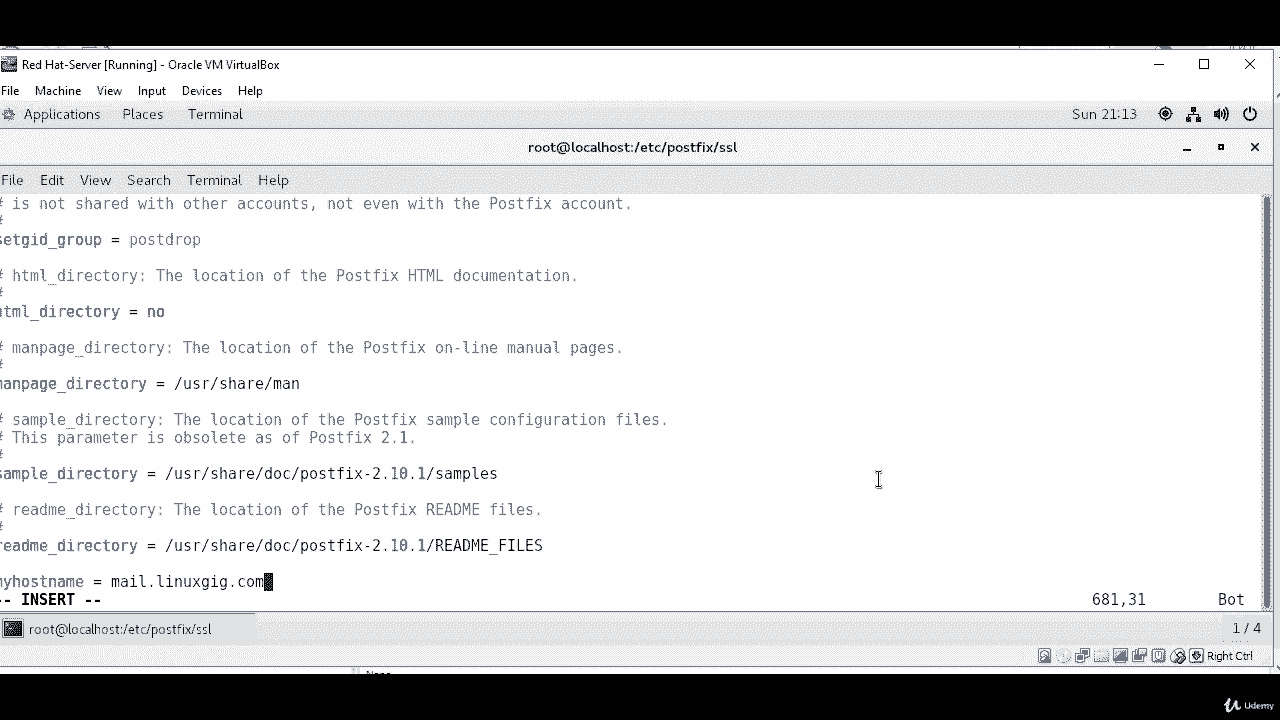 Red Hat-Server [Running] - Oracle VM VirtualBox
File Machine View Input Devices Help
Applications Places Terminal Sun 21:13
root@localhost:/etc/postfix/ssl
File Edit View Search Terminal Help
# is not shared with other accounts, not even with the Postfix account.
#
setgid_group = postdrop
# html_directory: The location of the Postfix HTML documentation.
#
html_directory = no
# manpage_directory: The location of the Postfix on-line manual pages.
#
manpage_directory = /usr/share/man
# sample_directory: The location of the Postfix sample configuration files.
# This parameter is obsolete as of Postfix 2.1.
#
sample_directory = /usr/share/doc/postfix-2.10.1/samples
# readme_directory: The location of the Postfix README files.
#
readme_directory = /usr/share/doc/postfix-2.10.1/README_FILES
myhostname = mail.linuxgig.com
-- INSERT -- 681,31 Bot
root@localhost:/etc/postfix/ssl 1 / 4
Right Ctrl
Udemy